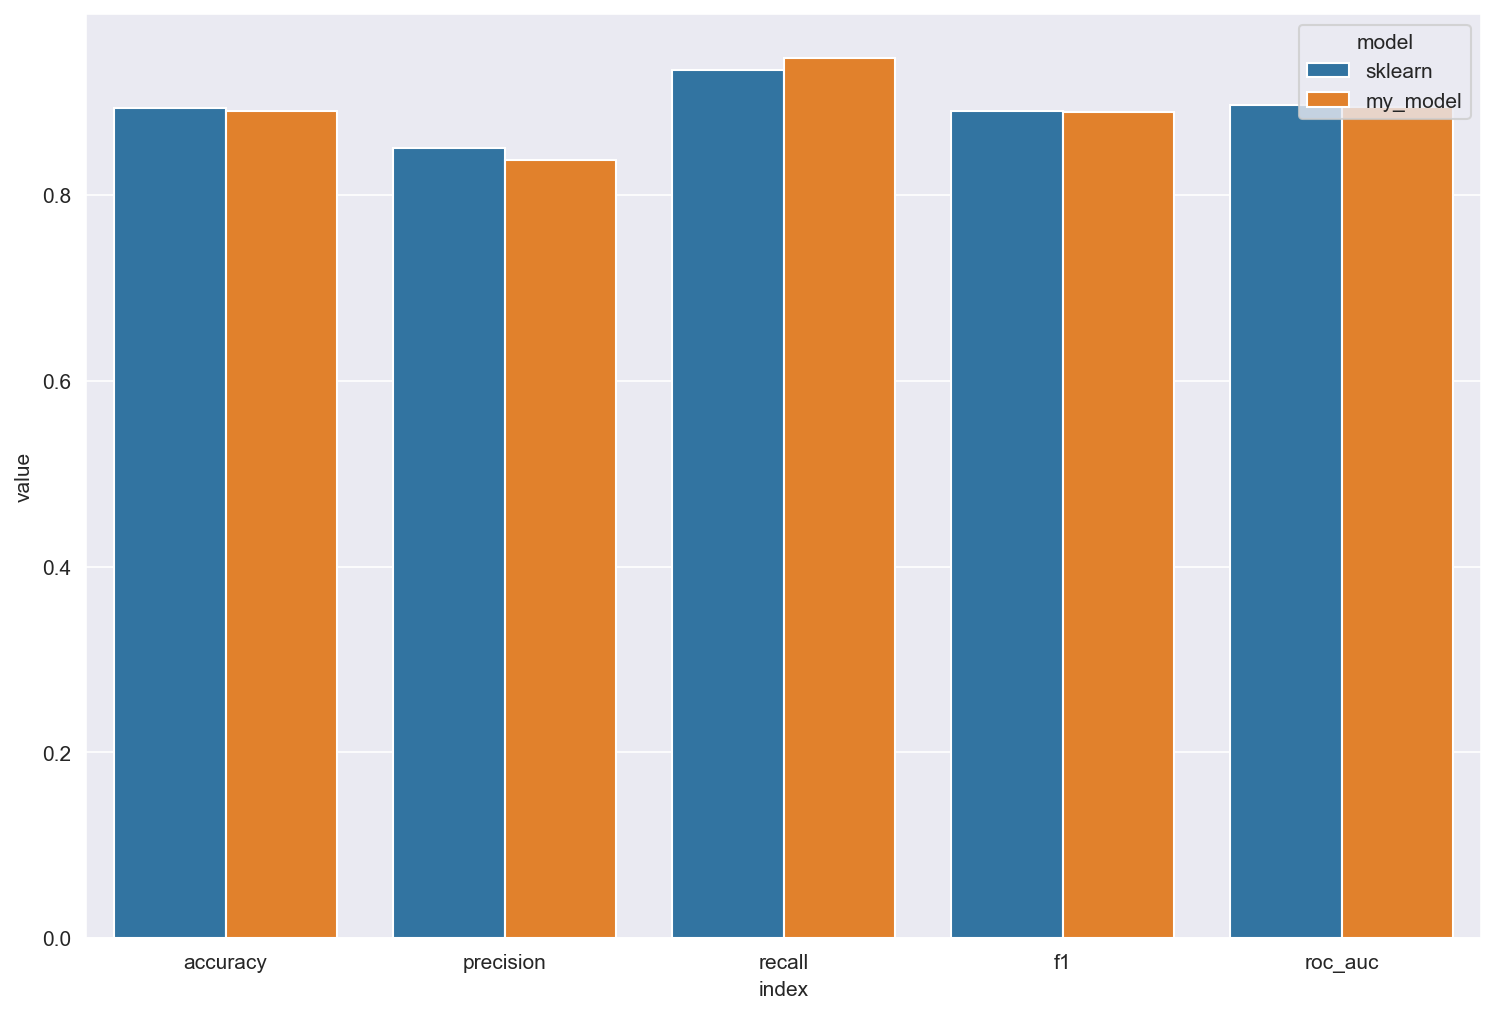 model
sklearn
my_model
value
0.8
0.6
0.4
0.2
0.0
accuracy precision recall f1 roc_auc
index